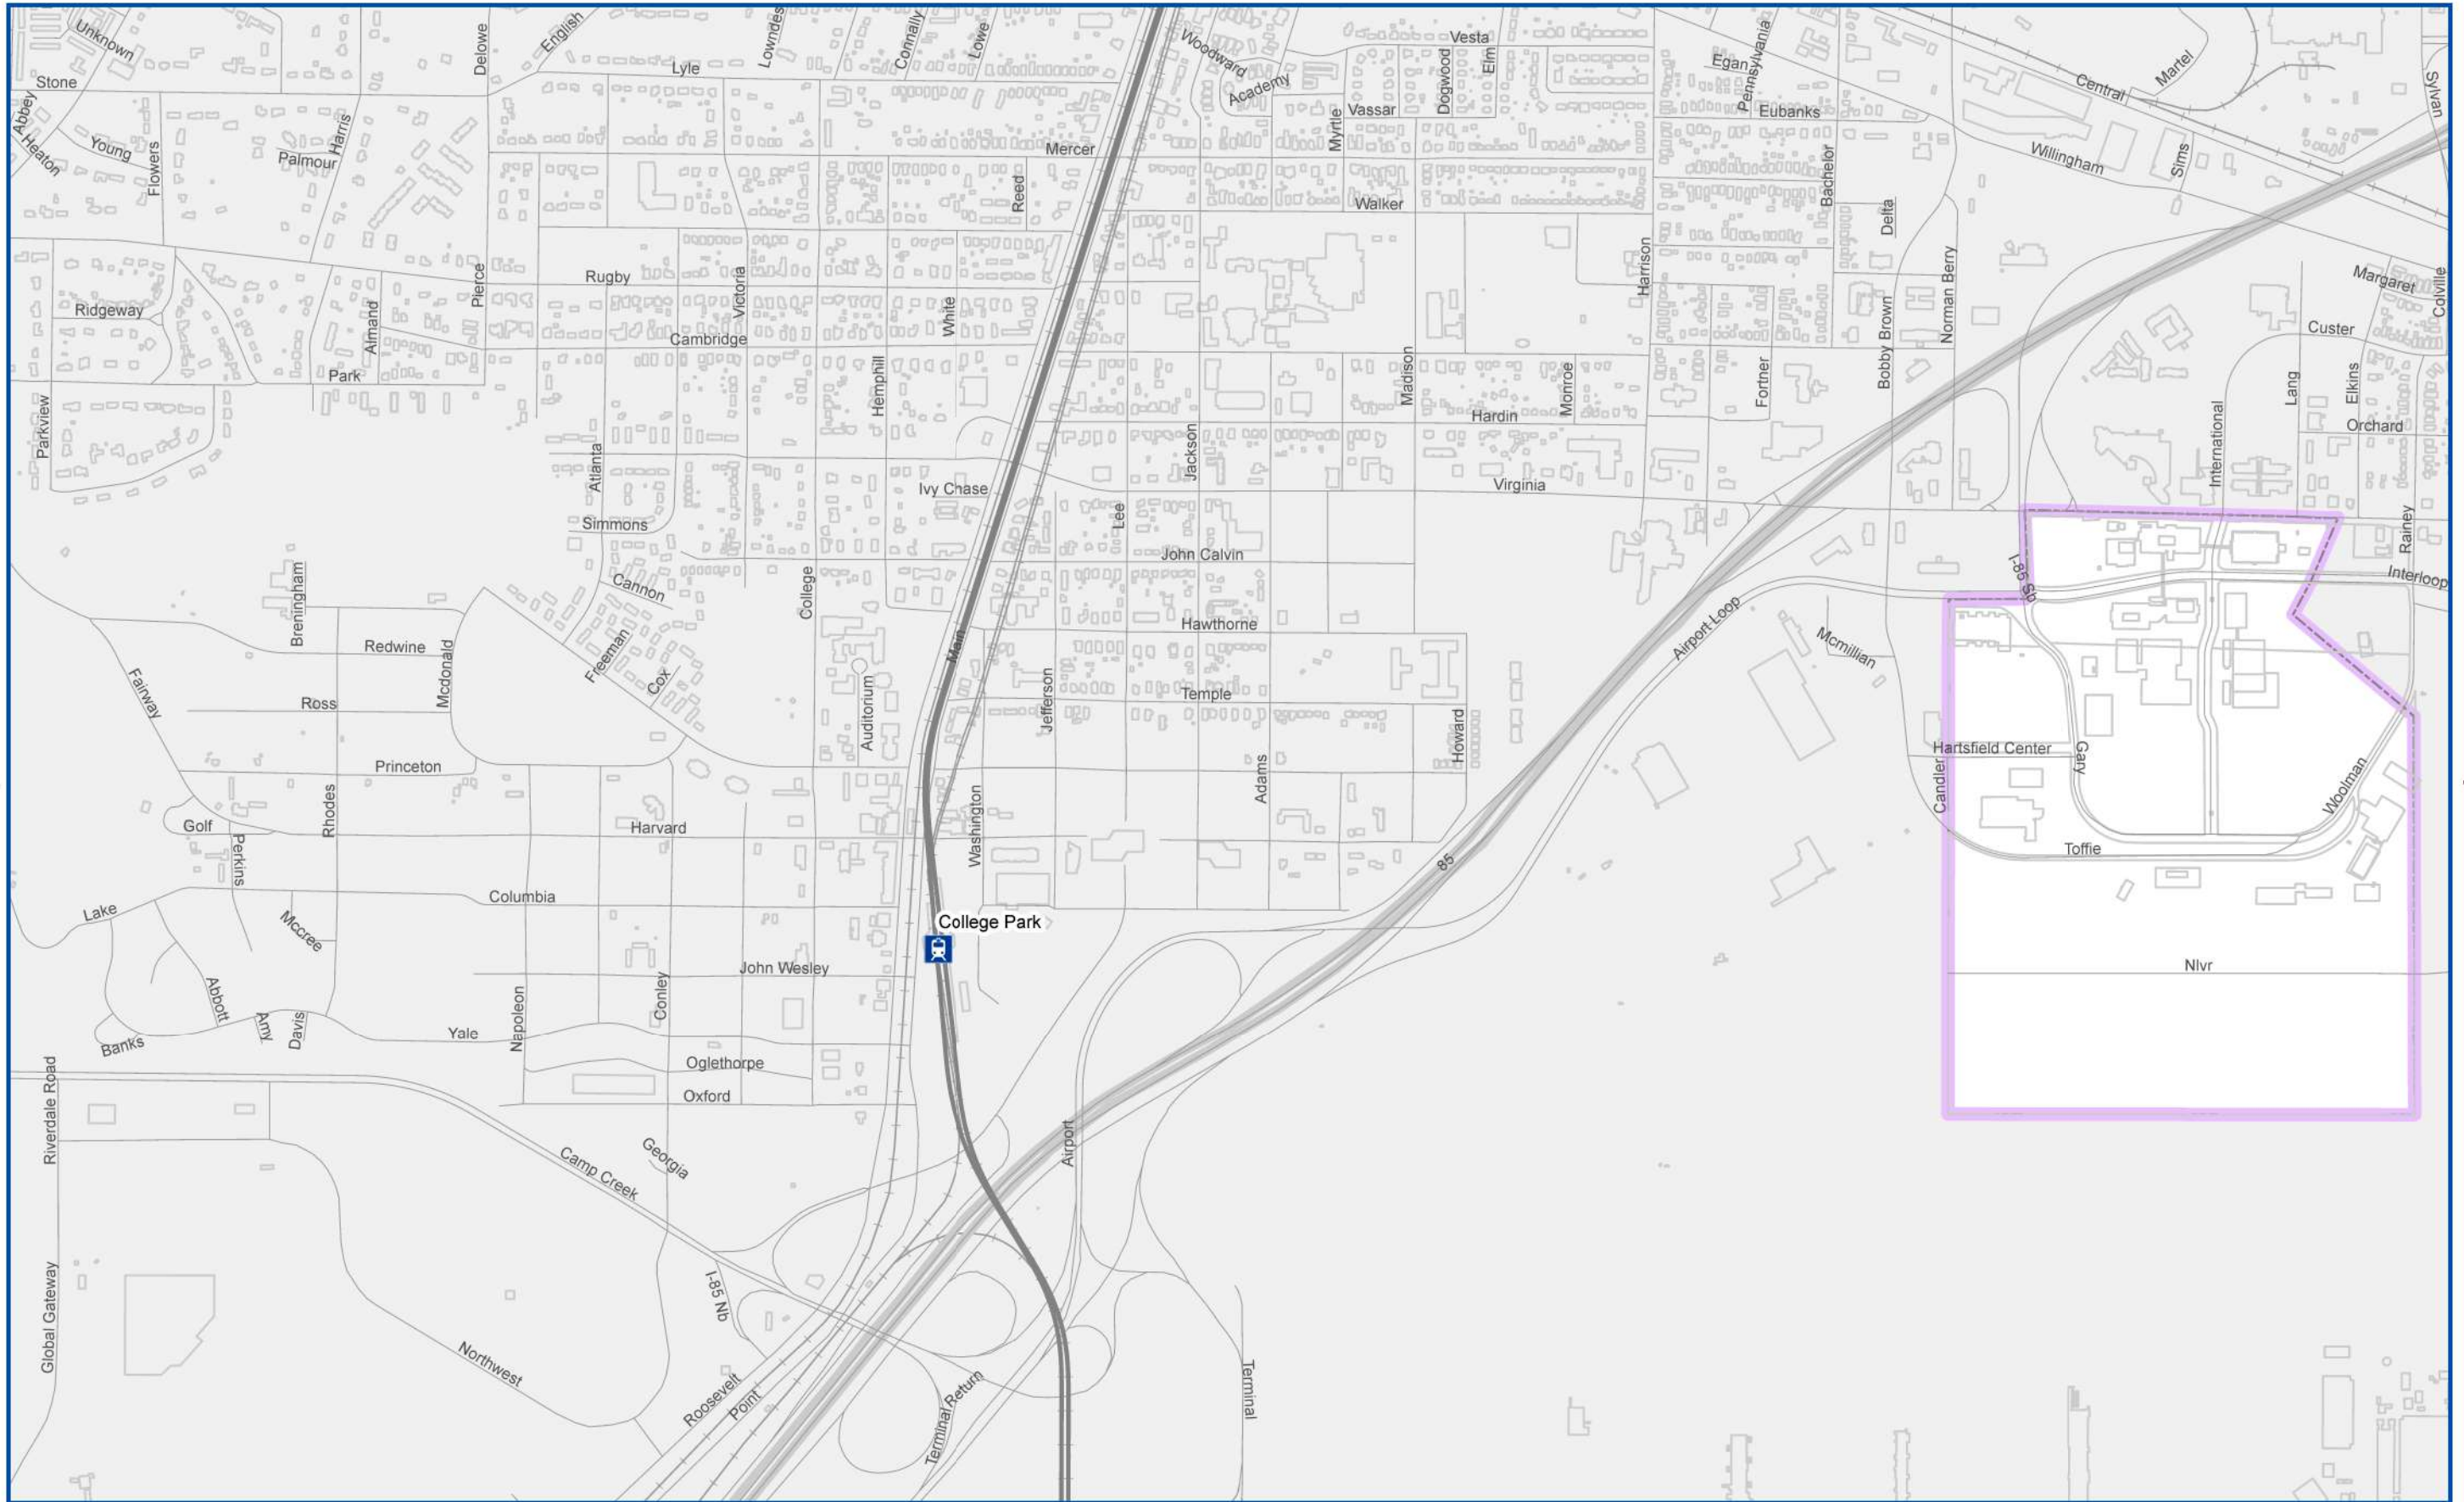 Unknown
Delowe
English
Lowndes
Connally
Lowe
Woodward
Vesta
Dogwood
Elm
Egan
Pennsylvania
Central
Martel
Sylvan
Stone
Lyle
Academy
Abbey
Heaton
Young
Flowers
Palmour
Harris
Mercer
Reed
Myrtle
Vassar
Eubanks
Willingham
Sims
Walker
Bachelor
Delta
Rugby
Pierce
Victoria
Harrison
Norman Berry
Margaret
Colville
Ridgeway
Almand
White
Bobby Brown
Custer
Cambridge
Park
Hemphill
Madison
Monroe
Fortner
Lang
Elkins
Parkview
Hardin
International
Orchard
Atlanta
Jackson
Ivy Chase
Virginia
Simmons
Lee
John Calvin
Rainey
Breningham
Cannon
College
I-85 Sb
Interloop
Hawthorne
Airport Loop
Redwine
Mcdonald
Freeman
Main
Mcmillian
Fairway
Cox
Ross
Auditorium
Jefferson
Temple
Howard
Hartsfield Center
Gary
Princeton
Adams
Candler
Woolman
Golf
Perkins
Rhodes
Harvard
Washington
85
Toffie
Columbia
Lake
Mccree
College Park
John Wesley
Nlvr
Abbott
Amy
Davis
Napoleon
Conley
Banks
Yale
Oglethorpe
Oxford
Riverdale Road
Camp Creek
Georgia
Airport
Global Gateway
I-85 Nb
Northwest
Roosevelt
Point
Terminal Return
Terminal